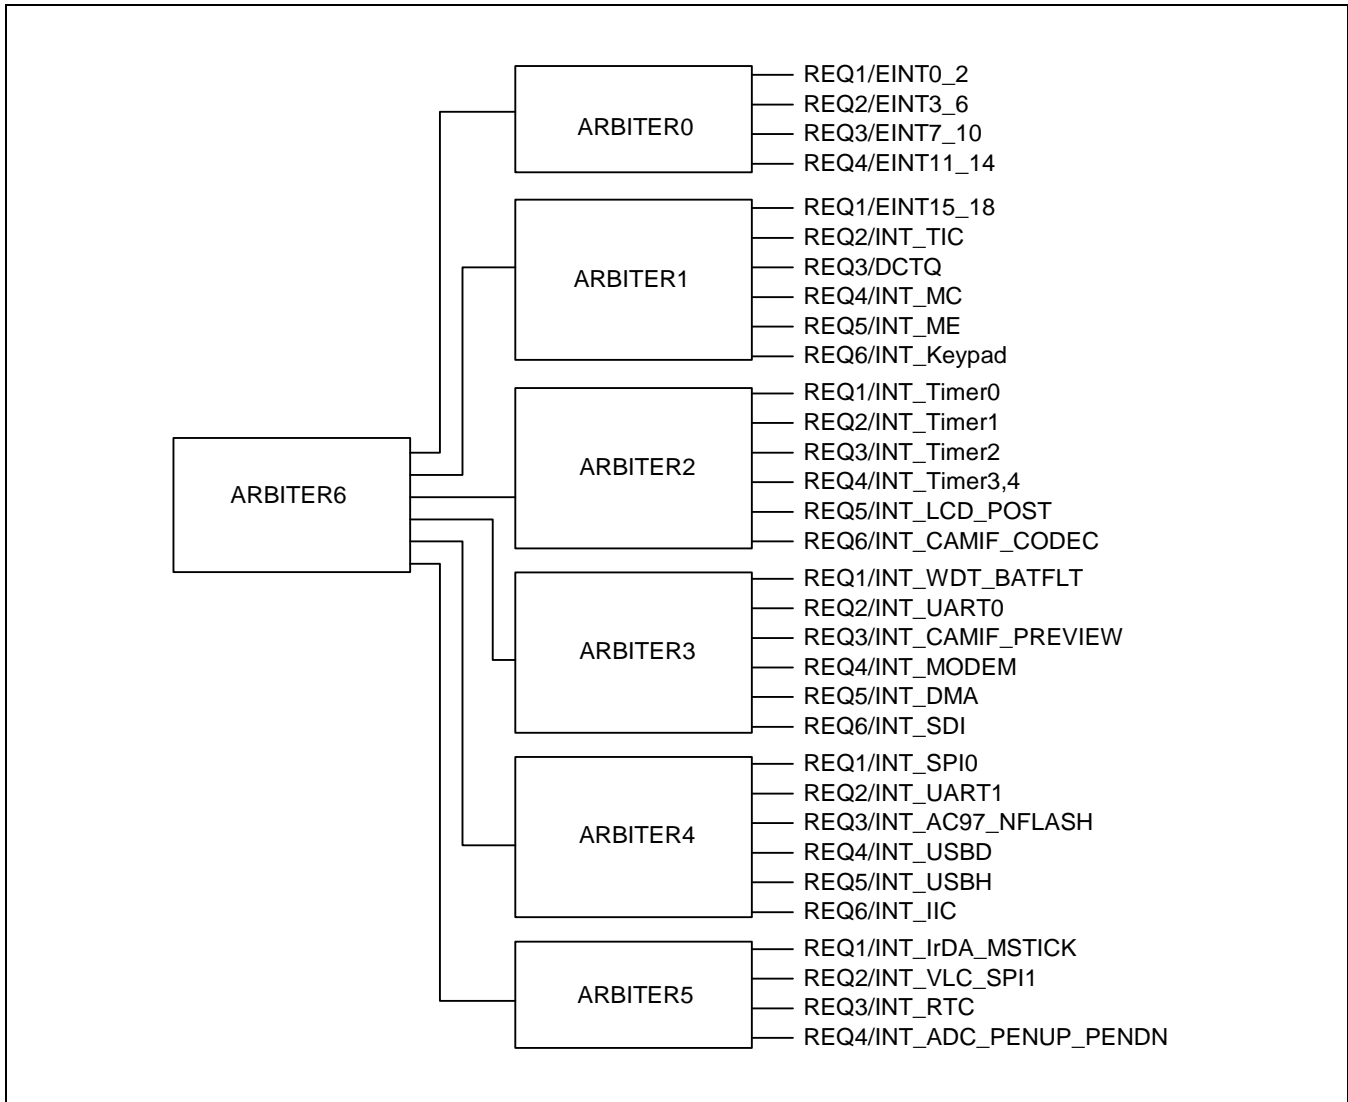 ARBITER0
REQ1/EINT0_2
REQ2/EINT3_6
REQ3/EINT7_10
REQ4/EINT11_14
ARBITER1
REQ1/EINT15_18
REQ2/INT_TIC
REQ3/DCTQ
REQ4/INT_MC
REQ5/INT_ME
REQ6/INT_Keypad
ARBITER6
ARBITER2
REQ1/INT_Timer0
REQ2/INT_Timer1
REQ3/INT_Timer2
REQ4/INT_Timer3,4
REQ5/INT_LCD_POST
REQ6/INT_CAMIF_CODEC
ARBITER3
REQ1/INT_WDT_BATFLT
REQ2/INT_UART0
REQ3/INT_CAMIF_PREVIEW
REQ4/INT_MODEM
REQ5/INT_DMA
REQ6/INT_SDI
ARBITER4
REQ1/INT_SPI0
REQ2/INT_UART1
REQ3/INT_AC97_NFLASH
REQ4/INT_USBD
REQ5/INT_USBH
REQ6/INT_IIC
ARBITER5
REQ1/INT_IrDA_MSTICK
REQ2/INT_VLC_SPI1
REQ3/INT_RTC
REQ4/INT_ADC_PENUP_PENDN